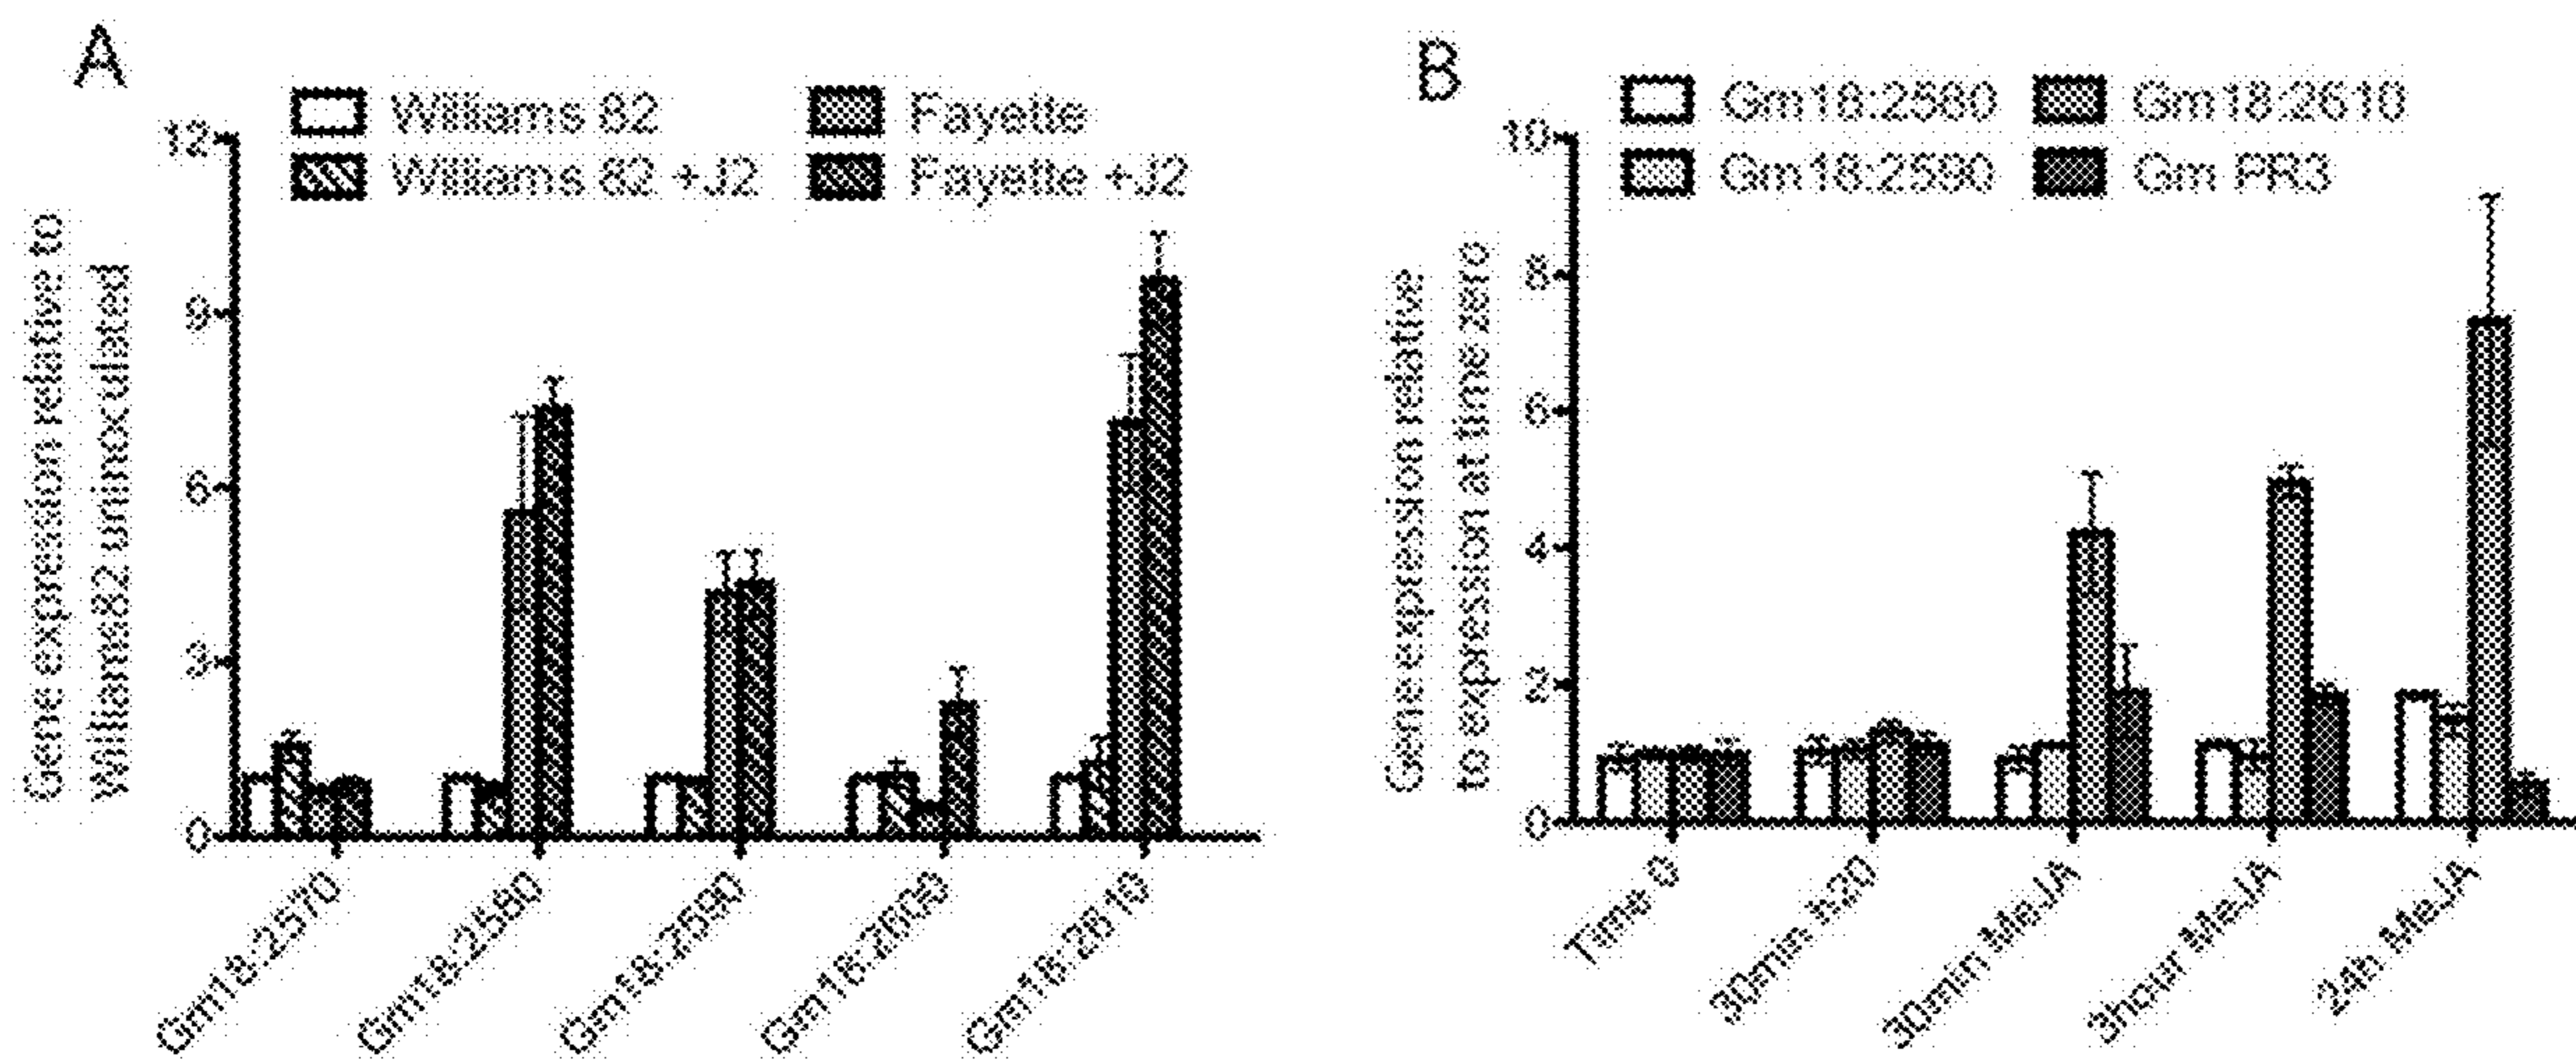 A
Williams 82
Fayette
Williams 82 +J2
Fayette +J2
Gene expression relative to
Williams82 uninoculated
12
9
6
3
0
Gm18:2570
Gm18:2580
Gm18:2590
Gm18:2600
Gm18:2610
B
Gm18:2580
Gm18:2610
Gm18:2590
Gm PR3
Gene expression relative
to expression at time zero
10
8
6
4
2
0
Time 0
30min h20
30min MeJA
3hour MeJA
24h MeJA